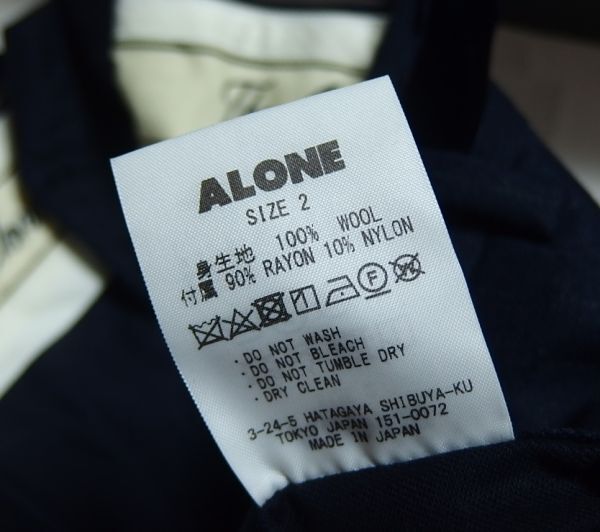 ALONE
SIZE 2
身生地 100% WOOL
付属 90% RAYON 10% NYLON
F W
・DO NOT WASH
・DO NOT BLEACH
・DO NOT TUMBLE DRY
・DRY CLEAN
3-24-5 HATAGAYA SHIBUYA-KU
TOKYO JAPAN 151-0072
MADE IN JAPAN